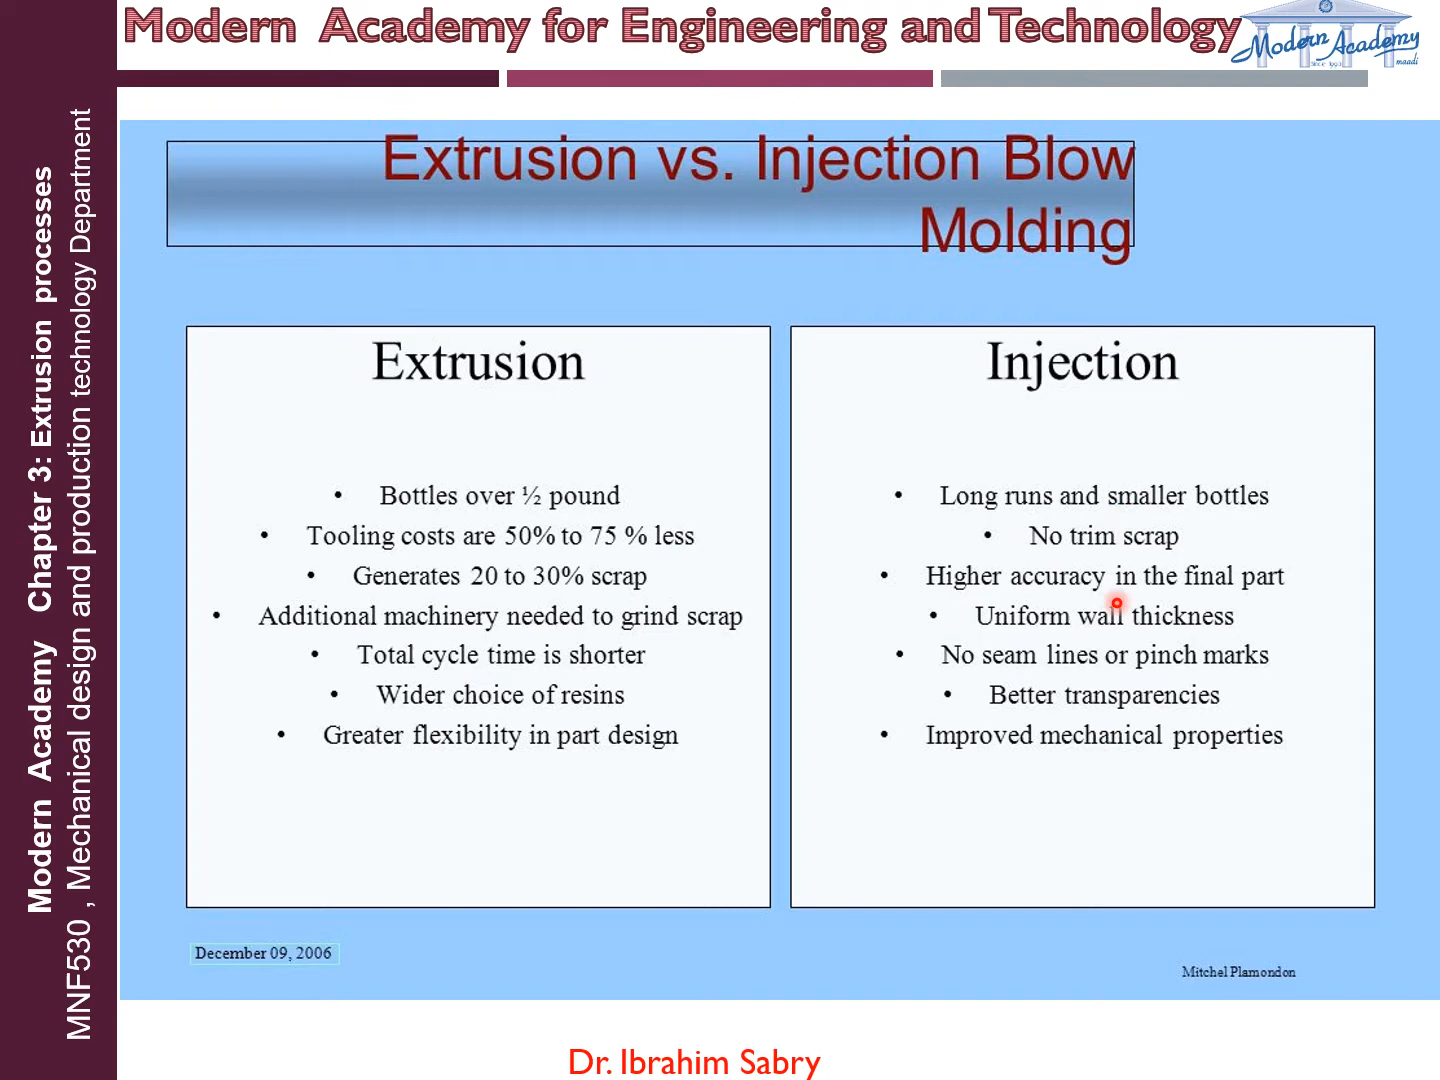 Modern Academy for Engineering and Technology
Modern Academy
Since 1993
maadi
Modern Academy Chapter 3: Extrusion processes
MNF530 , Mechanical design and production technology Department
Extrusion vs. Injection Blow
Molding
Extrusion
• Bottles over ½ pound
• Tooling costs are 50% to 75 % less
• Generates 20 to 30% scrap
• Additional machinery needed to grind scrap
• Total cycle time is shorter
• Wider choice of resins
• Greater flexibility in part design
Injection
• Long runs and smaller bottles
• No trim scrap
• Higher accuracy in the final part
• Uniform wall thickness
• No seam lines or pinch marks
• Better transparencies
• Improved mechanical properties
December 09, 2006
Mitchel Plamondon
Dr. Ibrahim Sabry